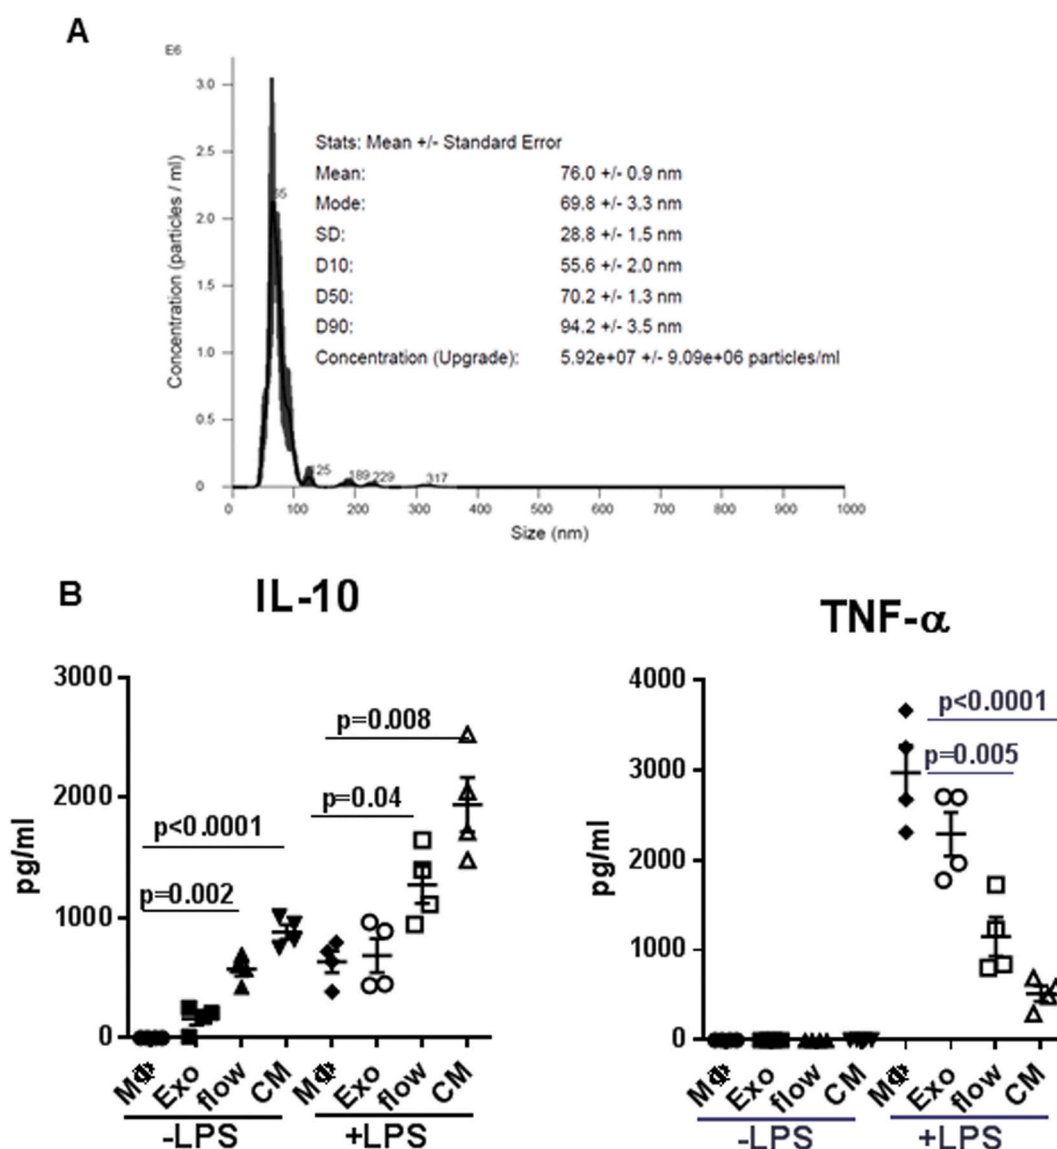 A
E6
Concentration (particles / ml)
3.0
2.5
2.0
1.5
1.0
0.5
0
65
125
189
229
317
Stats: Mean +/- Standard Error
Mean: 76.0 +/- 0.9 nm
Mode: 69.8 +/- 3.3 nm
SD: 28.8 +/- 1.5 nm
D10: 55.6 +/- 2.0 nm
D50: 70.2 +/- 1.3 nm
D90: 94.2 +/- 3.5 nm
Concentration (Upgrade): 5.92e+07 +/- 9.09e+06 particles/ml
0 100 200 300 400 500 600 700 800 900 1000
Size (nm)
B
IL-10
pg/ml
3000
2000
1000
0
p=0.008
p=0.04
p<0.0001
p=0.002
MΦ Exo flow CM MΦ Exo flow CM
-LPS +LPS
TNF-α
pg/ml
4000
3000
2000
1000
0
p<0.0001
p=0.005
MΦ Exo flow CM MΦ Exo flow CM
-LPS +LPS